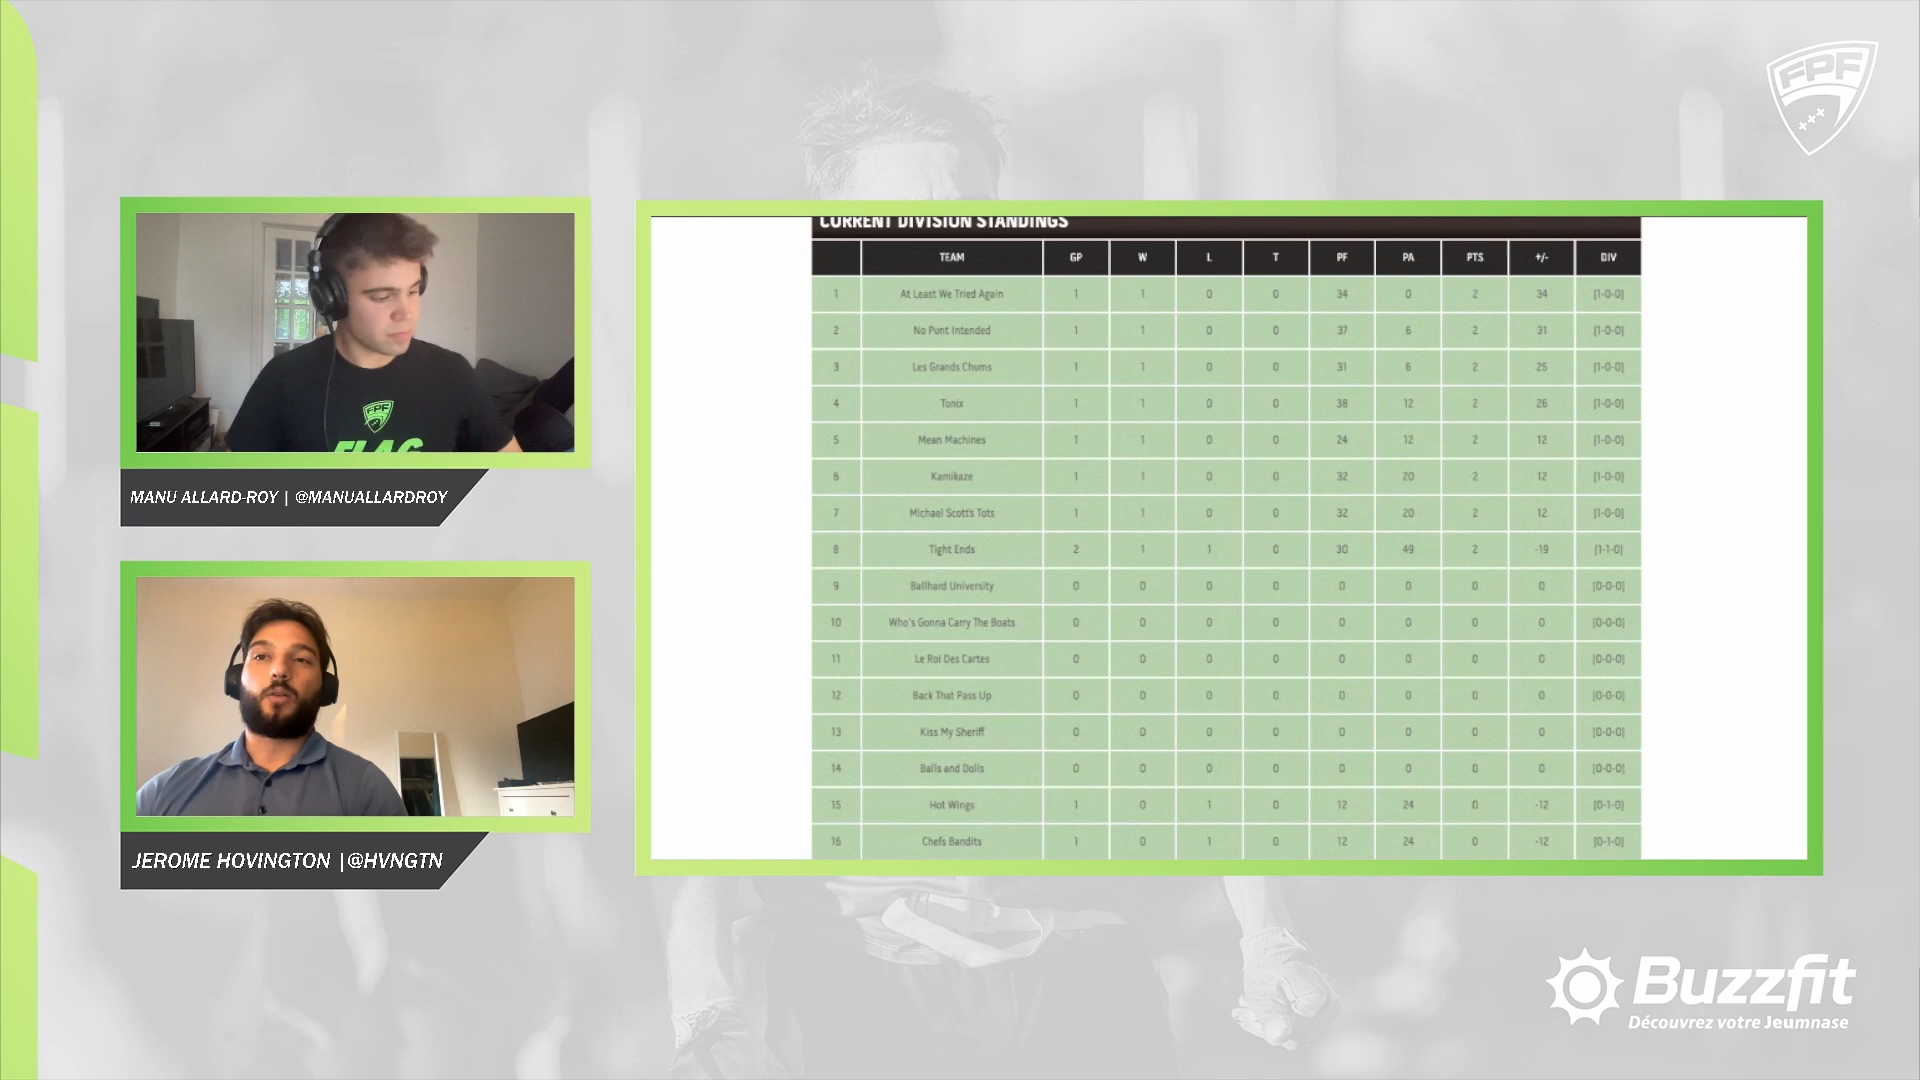 FPF
FPF
FLAG
MANU ALLARD-ROY | @MANUALLARDROY
JEROME HOVINGTON |@HVNGTN
CURRENT DIVISION STANDINGS
TEAM GP W L T PF PA PTS +/- DIV
1 At Least We Tried Again 1 1 0 0 34 0 2 34 [1-0-0]
2 No Punt Intended 1 1 0 0 37 6 2 31 [1-0-0]
3 Les Grands Chums 1 1 0 0 31 6 2 25 [1-0-0]
4 Tonix 1 1 0 0 38 12 2 26 [1-0-0]
5 Mean Machines 1 1 0 0 24 12 2 12 [1-0-0]
6 Kamikaze 1 1 0 0 32 20 2 12 [1-0-0]
7 Michael Scott's Tots 1 1 0 0 32 20 2 12 [1-0-0]
8 Tight Ends 2 1 1 0 30 49 2 -19 [1-1-0]
9 Ballhard University 0 0 0 0 0 0 0 0 [0-0-0]
10 Who's Gonna Carry The Boats 0 0 0 0 0 0 0 0 [0-0-0]
11 Le Roi Des Cartes 0 0 0 0 0 0 0 0 [0-0-0]
12 Back That Pass Up 0 0 0 0 0 0 0 0 [0-0-0]
13 Kiss My Sheriff 0 0 0 0 0 0 0 0 [0-0-0]
14 Balls and Dolls 0 0 0 0 0 0 0 0 [0-0-0]
15 Hot Wings 1 0 1 0 12 24 0 -12 [0-1-0]
16 Chefs Bandits 1 0 1 0 12 24 0 -12 [0-1-0]
Buzzfit
Découvrez votre Jeumnase